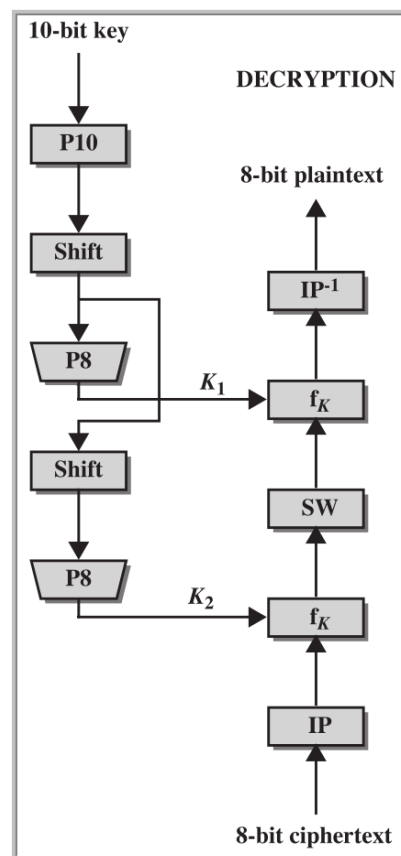 10-bit key
DECRYPTION
P10
8-bit plaintext
Shift
IP-1
P8
K1
fK
Shift
SW
P8
K2
fK
IP
8-bit ciphertext